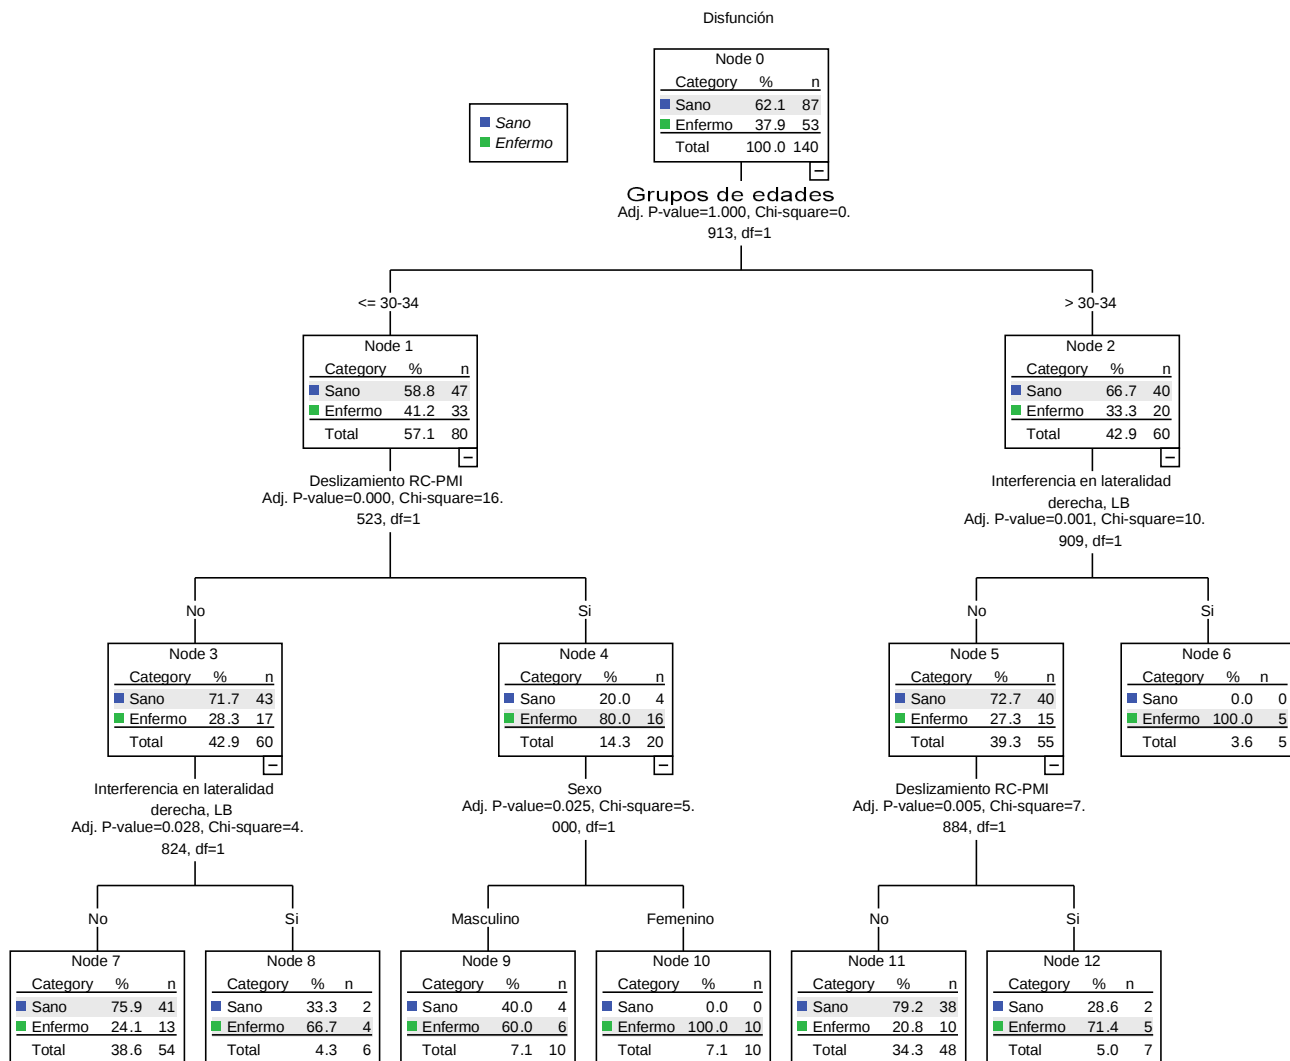 Disfunción
Node 0
Category % n
Sano 62.1 87
Enfermo 37.9 53
Total 100.0 140
Sano
Enfermo
Grupos de edades
Adj. P-value=1.000, Chi-square=0.
913, df=1
<= 30-34
> 30-34
Node 1
Category % n
Sano 58.8 47
Enfermo 41.2 33
Total 57.1 80
Node 2
Category % n
Sano 66.7 40
Enfermo 33.3 20
Total 42.9 60
Deslizamiento RC-PMI
Adj. P-value=0.000, Chi-square=16.
523, df=1
Interferencia en lateralidad
derecha, LB
Adj. P-value=0.001, Chi-square=10.
909, df=1
No
Si
No
Si
Node 3
Category % n
Sano 71.7 43
Enfermo 28.3 17
Total 42.9 60
Node 4
Category % n
Sano 20.0 4
Enfermo 80.0 16
Total 14.3 20
Node 5
Category % n
Sano 72.7 40
Enfermo 27.3 15
Total 39.3 55
Node 6
Category % n
Sano 0.0 0
Enfermo 100.0 5
Total 3.6 5
Interferencia en lateralidad
derecha, LB
Adj. P-value=0.028, Chi-square=4.
824, df=1
Sexo
Adj. P-value=0.025, Chi-square=5.
000, df=1
Deslizamiento RC-PMI
Adj. P-value=0.005, Chi-square=7.
884, df=1
No
Si
Masculino
Femenino
No
Si
Node 7
Category % n
Sano 75.9 41
Enfermo 24.1 13
Total 38.6 54
Node 8
Category % n
Sano 33.3 2
Enfermo 66.7 4
Total 4.3 6
Node 9
Category % n
Sano 40.0 4
Enfermo 60.0 6
Total 7.1 10
Node 10
Category % n
Sano 0.0 0
Enfermo 100.0 10
Total 7.1 10
Node 11
Category % n
Sano 79.2 38
Enfermo 20.8 10
Total 34.3 48
Node 12
Category % n
Sano 28.6 2
Enfermo 71.4 5
Total 5.0 7